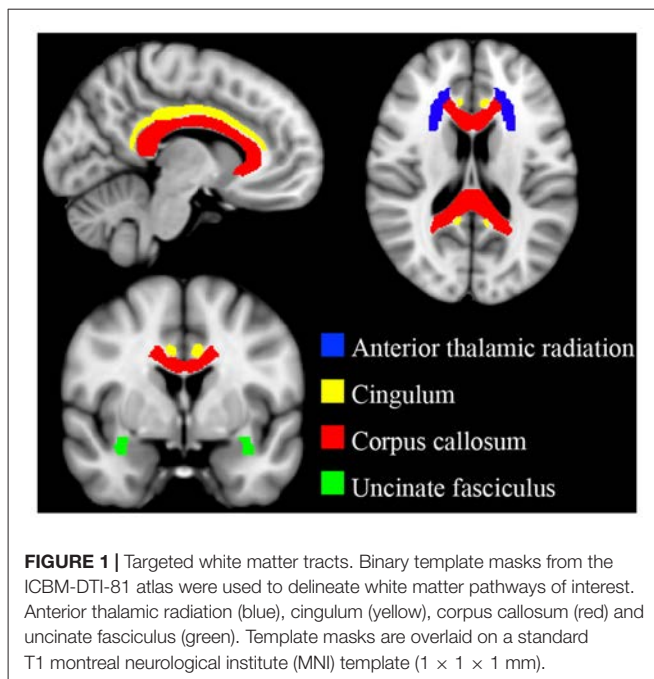 Anterior thalamic radiation
Cingulum
Corpus callosum
Uncinate fasciculus
FIGURE 1 | Targeted white matter tracts. Binary template masks from the
ICBM-DTI-81 atlas were used to delineate white matter pathways of interest.
Anterior thalamic radiation (blue), cingulum (yellow), corpus callosum (red) and
uncinate fasciculus (green). Template masks are overlaid on a standard
T1 montreal neurological institute (MNI) template (1 × 1 × 1 mm).